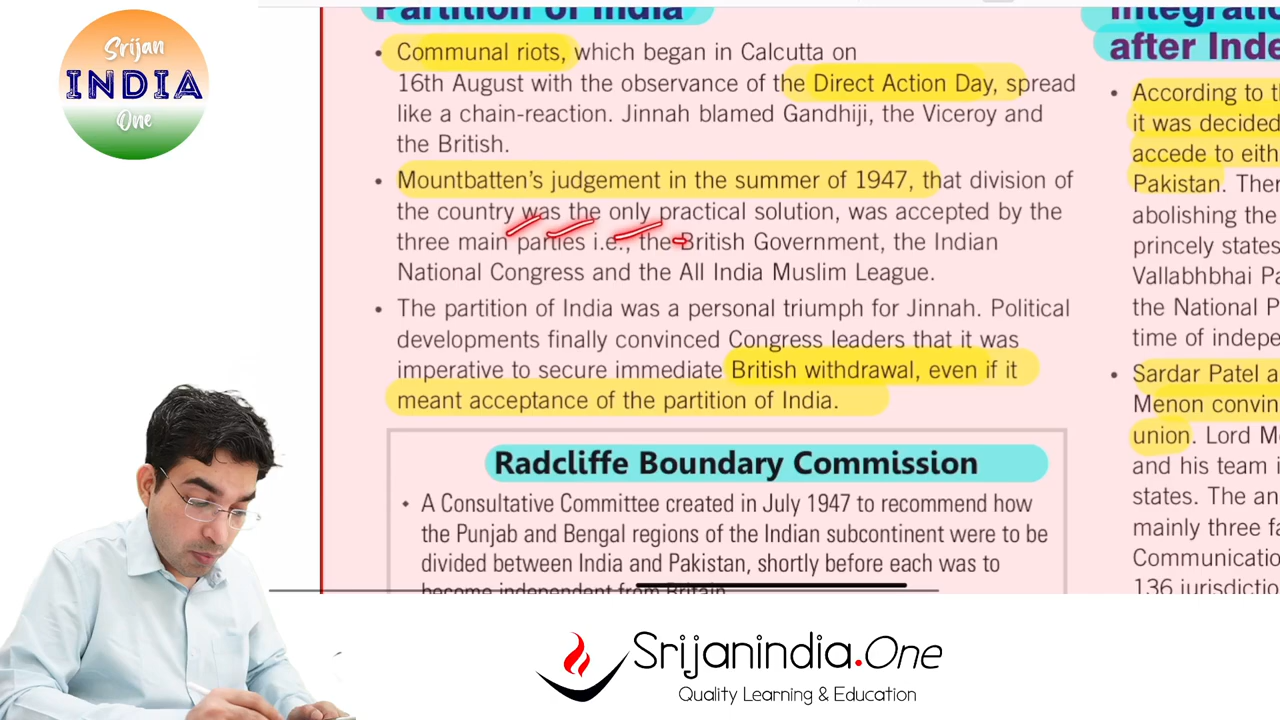 Srijan
INDIA
One
Partition of India
• Communal riots, which began in Calcutta on
16th August with the observance of the Direct Action Day, spread
like a chain-reaction. Jinnah blamed Gandhiji, the Viceroy and
the British.
• Mountbatten's judgement in the summer of 1947, that division of
the country was the only practical solution, was accepted by the
three main parties i.e., the British Government, the Indian
National Congress and the All India Muslim League.
• The partition of India was a personal triumph for Jinnah. Political
developments finally convinced Congress leaders that it was
imperative to secure immediate British withdrawal, even if it
meant acceptance of the partition of India.
Radcliffe Boundary Commission
• A Consultative Committee created in July 1947 to recommend how
the Punjab and Bengal regions of the Indian subcontinent were to be
divided between India and Pakistan, shortly before each was to
become independent from Britain.
after Inde
• According to th
it was decided
accede to eith
Pakistan. Ther
abolishing the
princely states
Vallabhbhai Pa
the National P
time of indepe
• Sardar Patel a
Menon convin
union. Lord M
and his team i
states. The an
mainly three fa
Communicatio
136 jurisdictio
Srijanindia.One
Quality Learning & Education